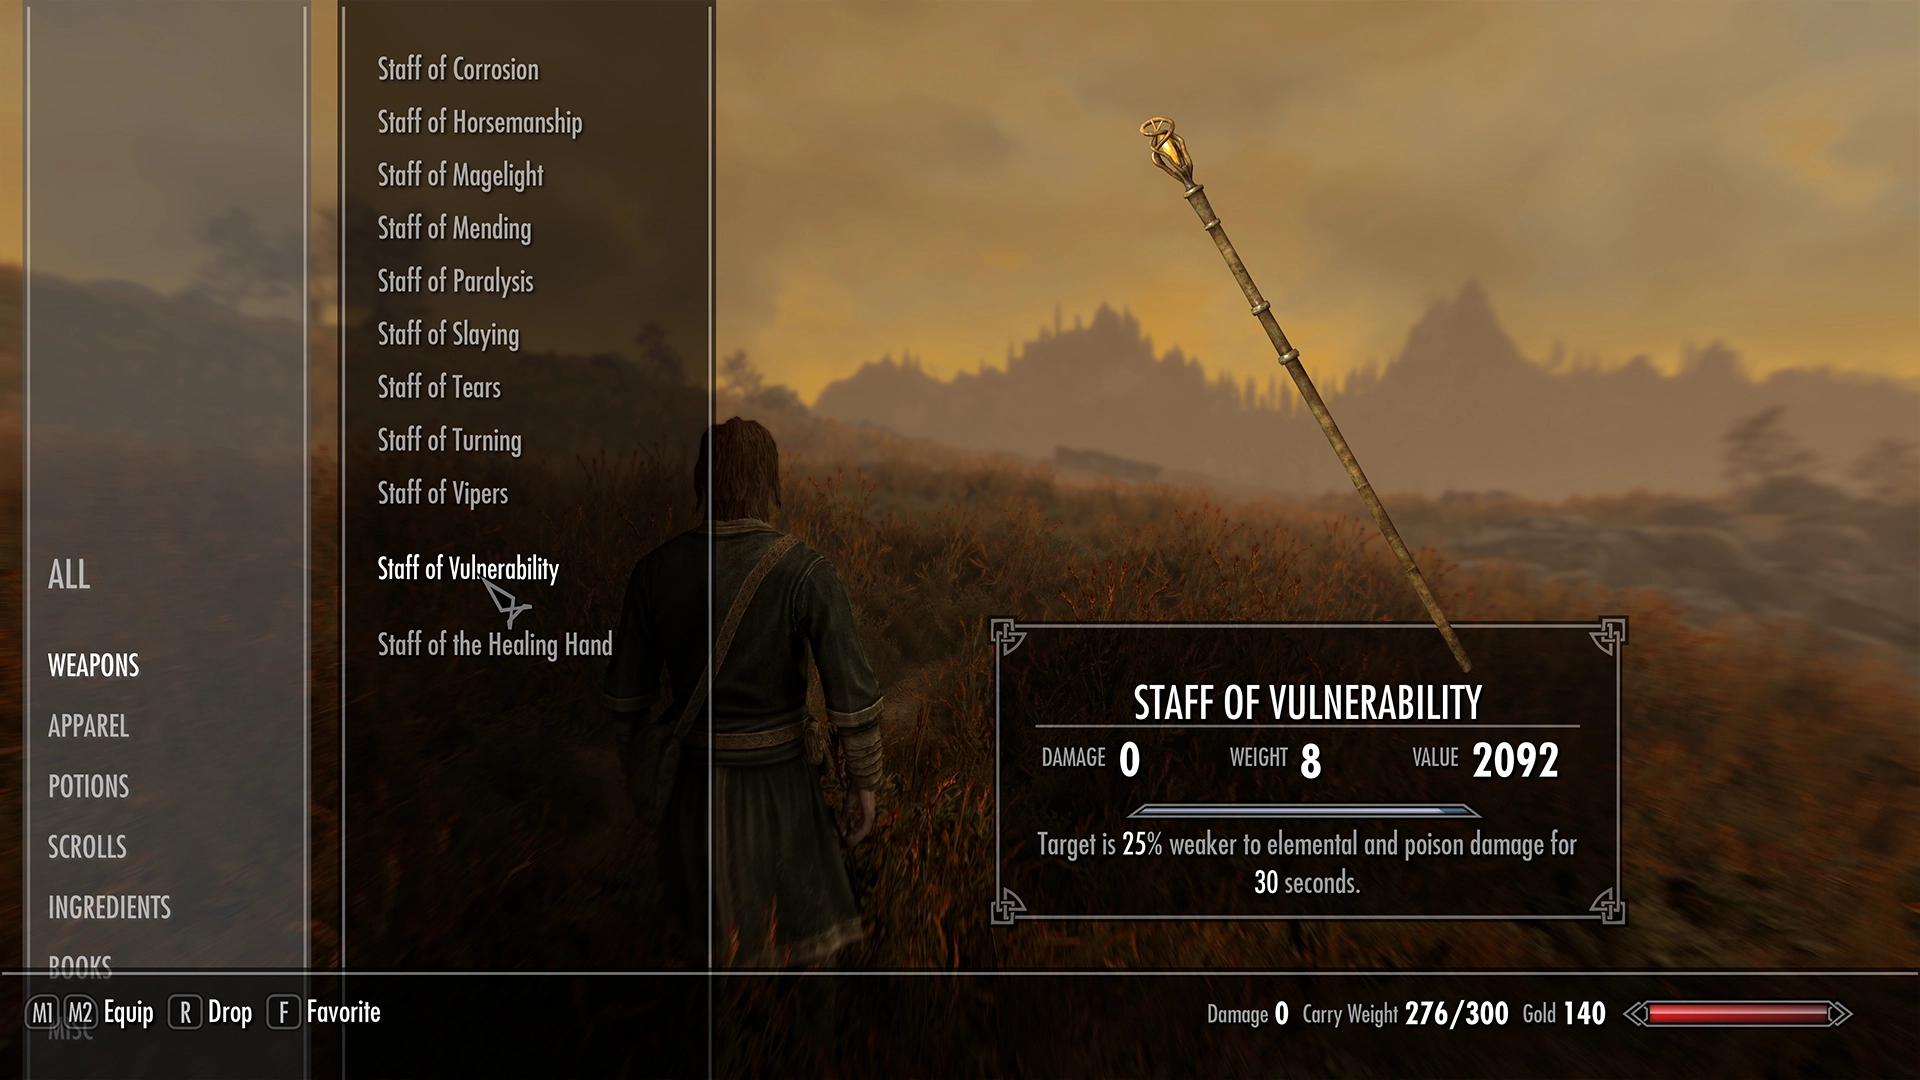 Staff of Corrosion
Staff of Horsemanship
Staff of Magelight
Staff of Mending
Staff of Paralysis
Staff of Slaying
Staff of Tears
Staff of Turning
Staff of Vipers
Staff of Vulnerability
Staff of the Healing Hand
ALL
WEAPONS
APPAREL
POTIONS
SCROLLS
INGREDIENTS
BOOKS
MISC
STAFF OF VULNERABILITY
DAMAGE 0 WEIGHT 8 VALUE 2092
Target is 25% weaker to elemental and poison damage for
30 seconds.
M1 M2 Equip R Drop F Favorite
Damage 0 Carry Weight 276/300 Gold 140